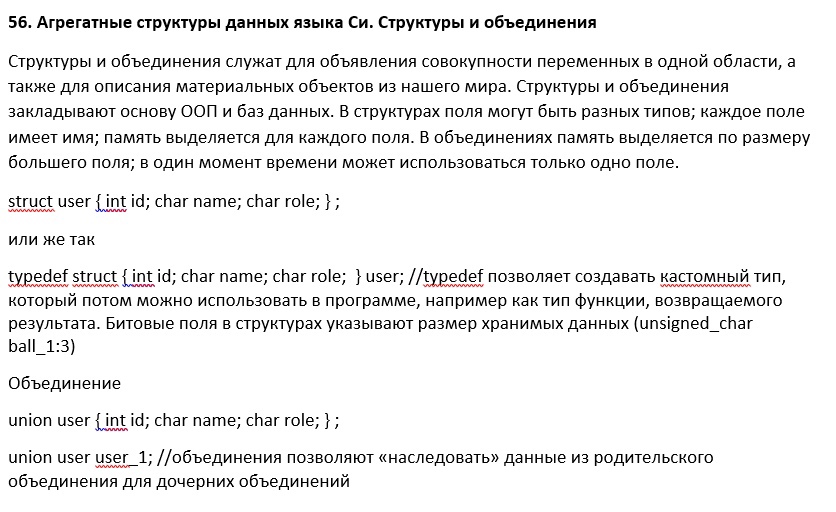 56. Агрегатные структуры данных языка Си. Структуры и объединения
Структуры и объединения служат для объявления совокупности переменных в одной области, а
также для описания материальных объектов из нашего мира. Структуры и объединения
закладывают основу ООП и баз данных. В структурах поля могут быть разных типов; каждое поле
имеет имя; память выделяется для каждого поля. В объединениях память выделяется по размеру
большего поля; в один момент времени может использоваться только одно поле.
struct user { int id; char name; char role; } ;
или же так
typedef struct { int id; char name; char role;  } user; //typedef позволяет создавать кастомный тип,
который потом можно использовать в программе, например как тип функции, возвращаемого
результата. Битовые поля в структурах указывают размер хранимых данных (unsigned_char
ball_1:3)
Объединение
union user { int id; char name; char role; } ;
union user user_1; //объединения позволяют «наследовать» данные из родительского
объединения для дочерних объединений